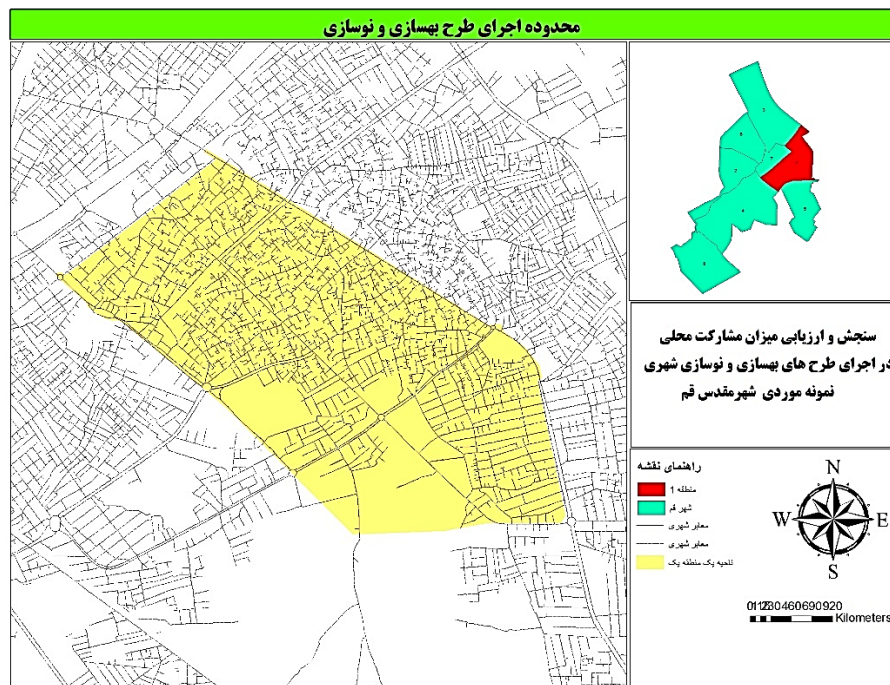 محدوده اجرای طرح بهسازی و نوسازی
سنجش و ارزیابی میزان مشارکت محلی
در اجرای طرح های بهسازی و نوسازی شهری
نمونه موردی شهرمقدس قم
راهنمای نقشه
منطقه 1
شهر قم
معابر شهری
معابر شهری
ناحیه یک منطقه یک
N
W E
S
Kilometers